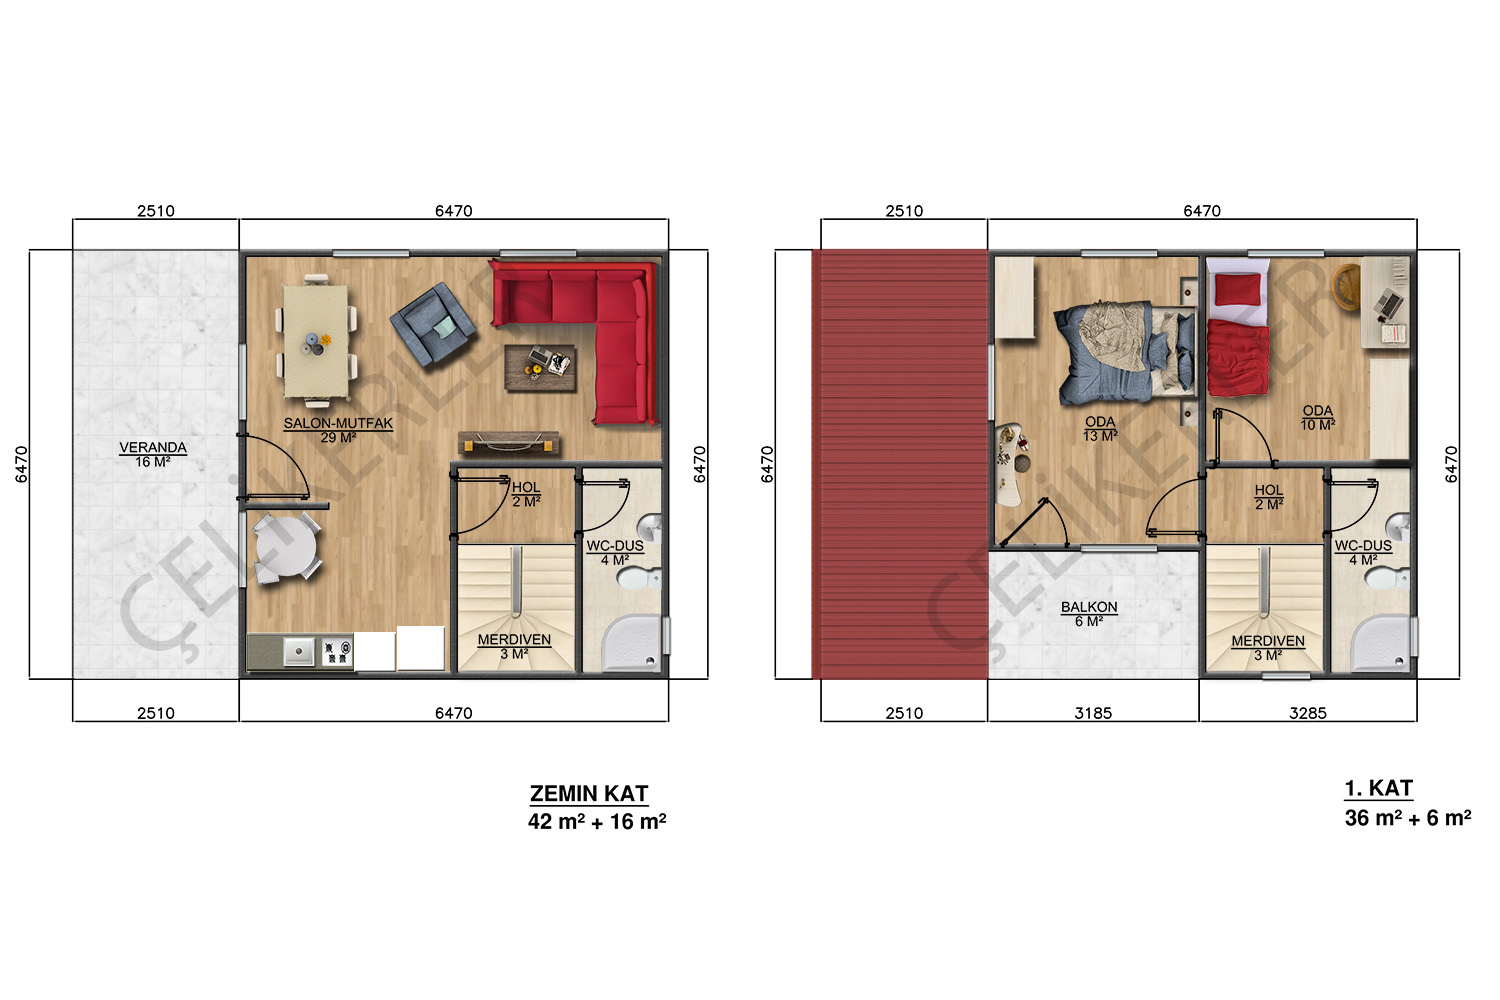 2510
6470
6470
6470
SALON-MUTFAK
29 M²
VERANDA
16 M²
HOL
2 M²
WC-DUS
4 M²
MERDIVEN
3 M²
2510
6470
ÇELİKERLER
ZEMIN KAT
42 m² + 16 m²
2510
6470
6470
6470
ODA
13 M²
ODA
10 M²
HOL
2 M²
WC-DUS
4 M²
BALKON
6 M²
MERDIVEN
3 M²
2510
3185
3285
ÇELİKERLER
1. KAT
36 m² + 6 m²